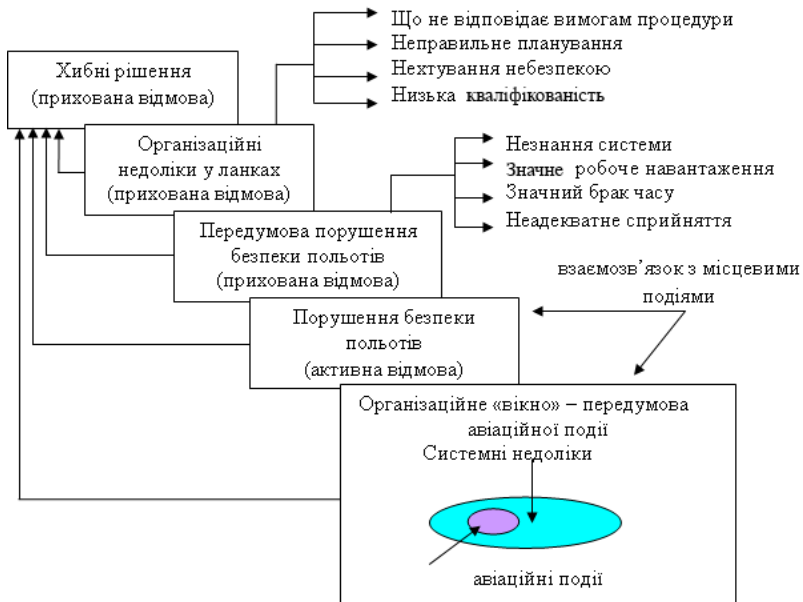 Що не відповідає вимогам процедури
Неправильне планування
Нехтування небезпекою
Низька кваліфікованість
Хибні рішення
(прихована відмова)
Організаційні
недоліки у ланках
(прихована відмова)
Незнання системи
Значне робоче навантаження
Значний брак часу
Неадекватне сприйняття
Передумова порушення
безпеки польотів
(прихована відмова)
взаємозв’язок з місцевими
подіями
Порушення безпеки
польотів
(активна відмова)
Організаційне «вікно» – передумова
авіаційної події
Системні недоліки
авіаційні події